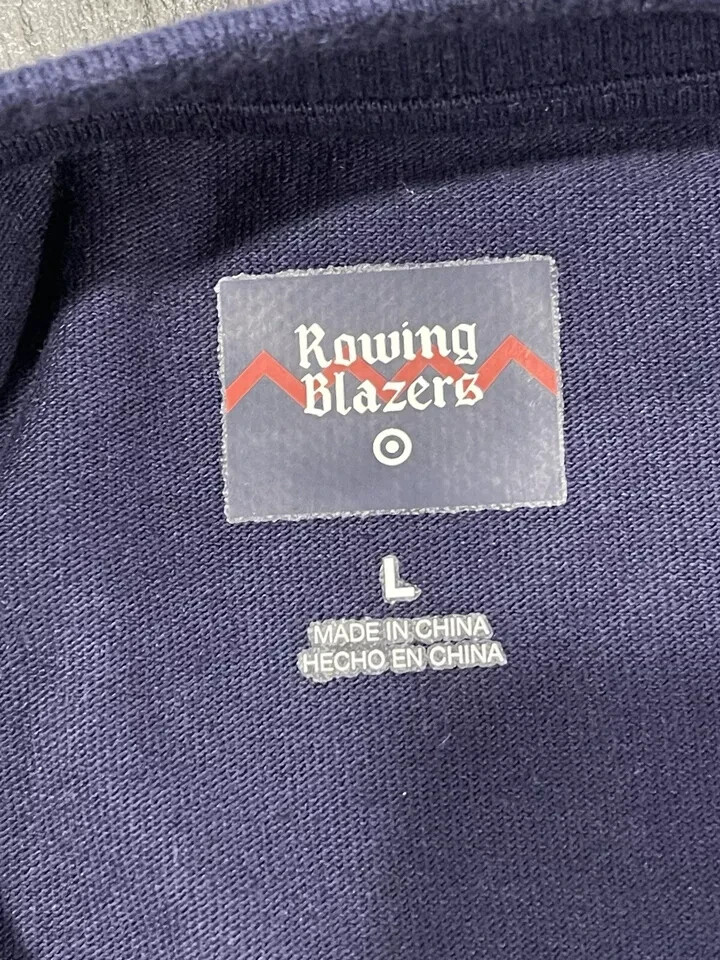 Rowing
Blazers
L
MADE IN CHINA
HECHO EN CHINA